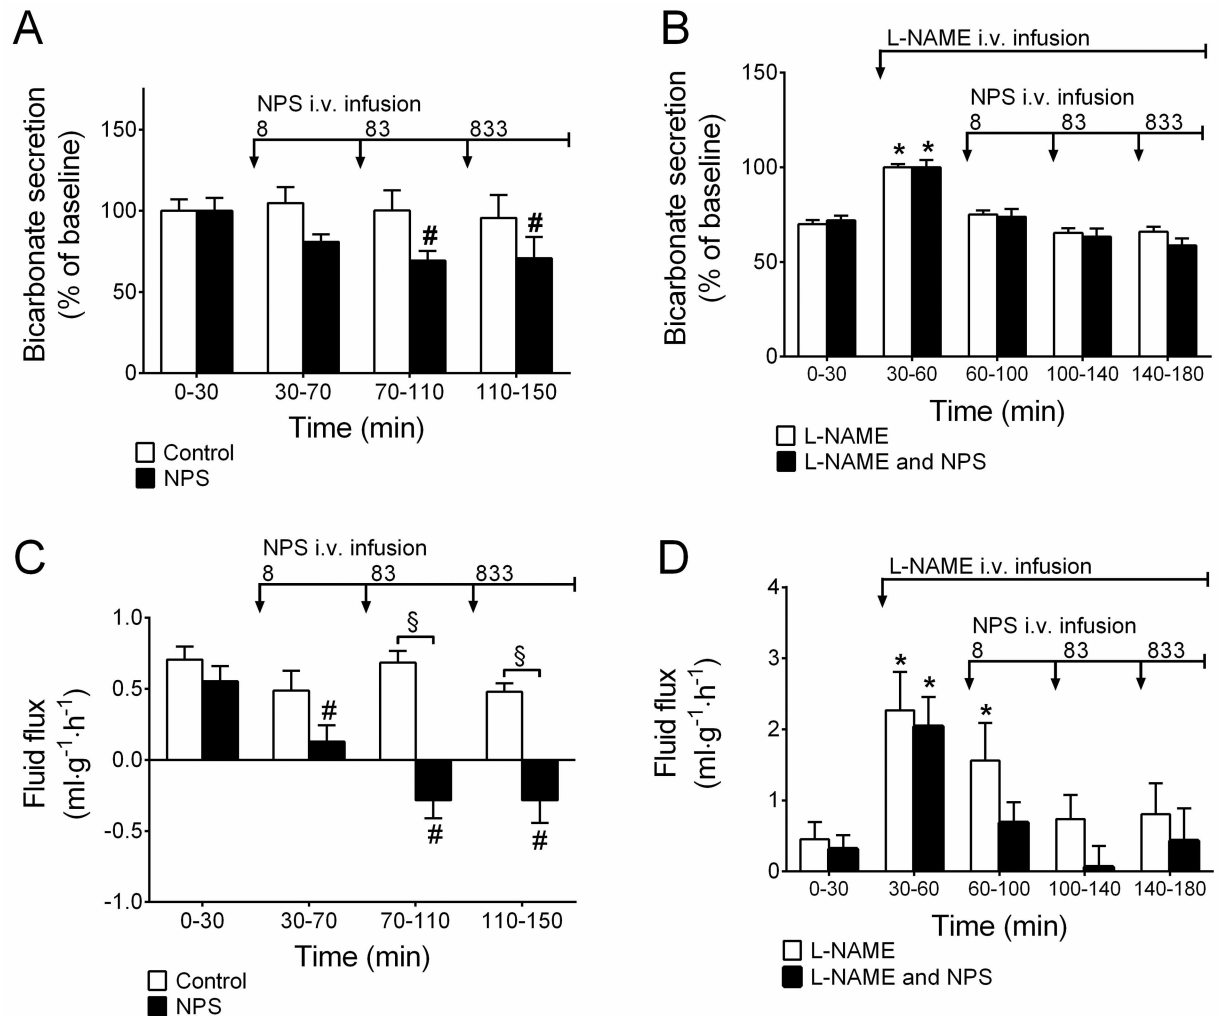 A
NPS i.v. infusion
8 83 833
Bicarbonate secretion
(% of baseline)
150
100
50
0
# #
0-30 30-70 70-110 110-150
Time (min)
Control
NPS
B
L-NAME i.v. infusion
NPS i.v. infusion
8 83 833
Bicarbonate secretion
(% of baseline)
150
100
50
0
* *
0-30 30-60 60-100 100-140 140-180
Time (min)
L-NAME
L-NAME and NPS
C
NPS i.v. infusion
8 83 833
Fluid flux
(ml·g⁻¹·h⁻¹)
1.0
0.5
0.0
-0.5
-1.0
§ §
# # #
0-30 30-70 70-110 110-150
Time (min)
Control
NPS
D
L-NAME i.v. infusion
NPS i.v. infusion
8 83 833
Fluid flux
(ml·g⁻¹·h⁻¹)
4
3
2
1
0
* * *
0-30 30-60 60-100 100-140 140-180
Time (min)
L-NAME
L-NAME and NPS